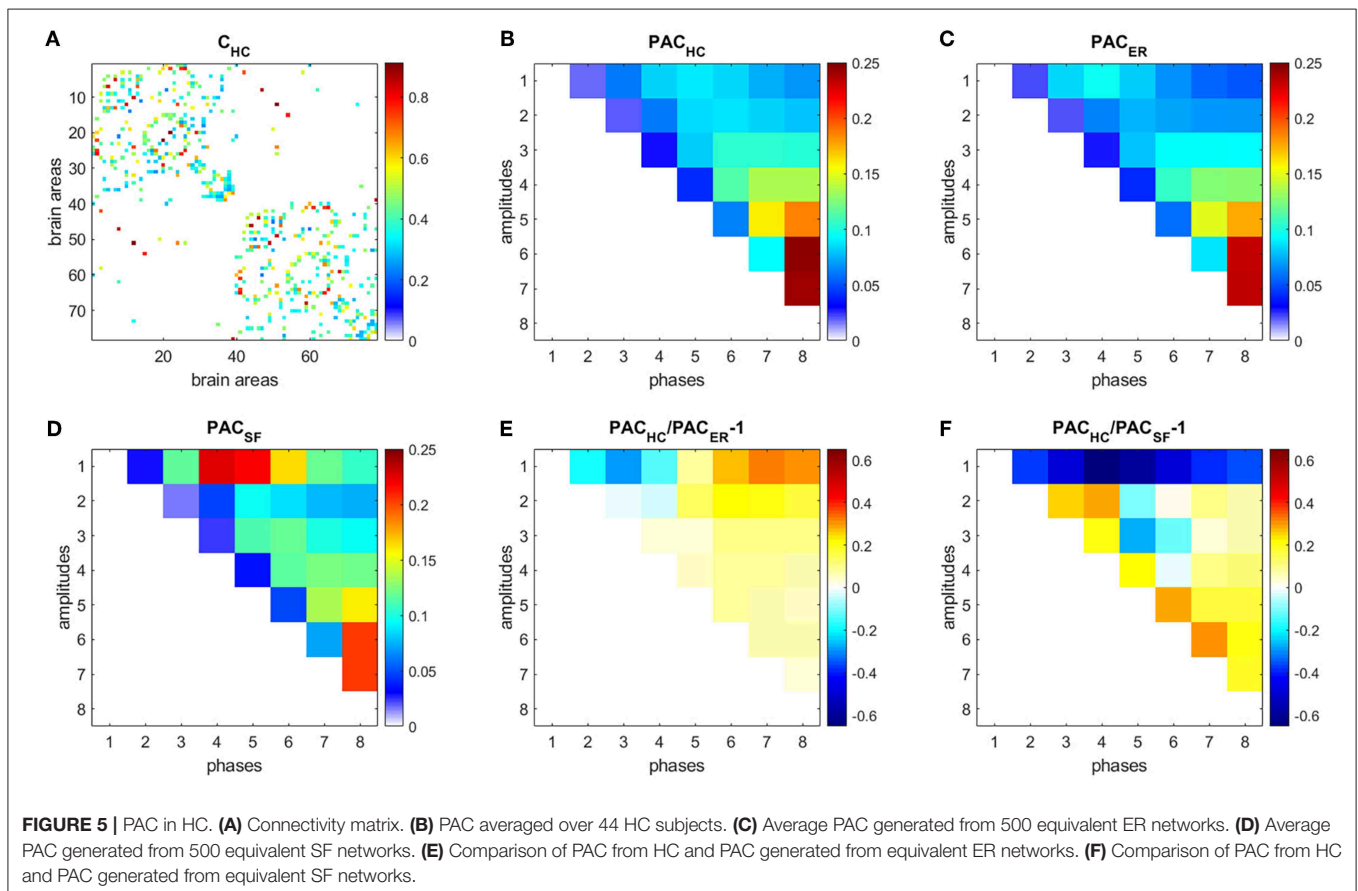 A
C_HC
brain areas
10
20
30
40
50
60
70
20
40
60
brain areas
0.8
0.6
0.4
0.2
0
B
PAC_HC
amplitudes
1
2
3
4
5
6
7
8
1 2 3 4 5 6 7 8
phases
0.25
0.2
0.15
0.1
0.05
0
C
PAC_ER
amplitudes
1
2
3
4
5
6
7
8
1 2 3 4 5 6 7 8
phases
0.25
0.2
0.15
0.1
0.05
0
D
PAC_SF
amplitudes
1
2
3
4
5
6
7
8
1 2 3 4 5 6 7 8
phases
0.25
0.2
0.15
0.1
0.05
0
E
PAC_HC/PAC_ER-1
amplitudes
1
2
3
4
5
6
7
8
1 2 3 4 5 6 7 8
phases
0.6
0.4
0.2
0
-0.2
-0.4
-0.6
F
PAC_HC/PAC_SF-1
amplitudes
1
2
3
4
5
6
7
8
1 2 3 4 5 6 7 8
phases
0.6
0.4
0.2
0
-0.2
-0.4
-0.6
FIGURE 5 | PAC in HC. (A) Connectivity matrix. (B) PAC averaged over 44 HC subjects. (C) Average PAC generated from 500 equivalent ER networks. (D) Average
PAC generated from 500 equivalent SF networks. (E) Comparison of PAC from HC and PAC generated from equivalent ER networks. (F) Comparison of PAC from HC
and PAC generated from equivalent SF networks.